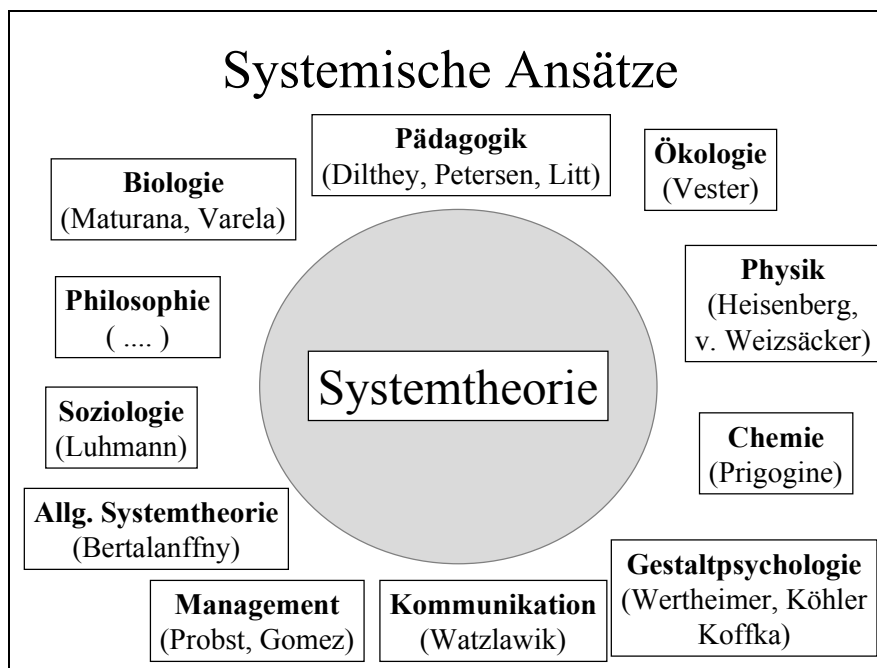 Systemische Ansätze
Pädagogik
(Dilthey, Petersen, Litt)
Ökologie
(Vester)
Biologie
(Maturana, Varela)
Physik
(Heisenberg,
v. Weizsäcker)
Philosophie
( .... )
Systemtheorie
Soziologie
(Luhmann)
Chemie
(Prigogine)
Allg. Systemtheorie
(Bertalanffny)
Gestaltpsychologie
(Wertheimer, Köhler
Koffka)
Management
(Probst, Gomez)
Kommunikation
(Watzlawik)